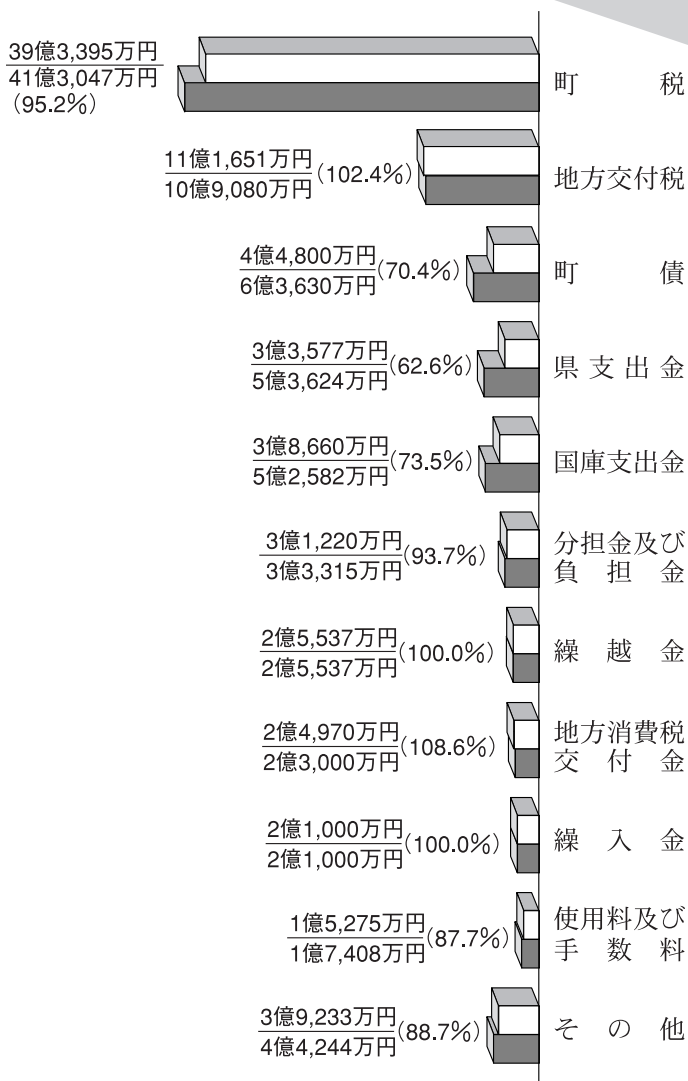 39億3,395万円
41億3,047万円
(95.2%)
町税
11億1,651万円
10億9,080万円
(102.4%)
地方交付税
4億4,800万円
6億3,630万円
(70.4%)
町債
3億3,577万円
5億3,624万円
(62.6%)
県支出金
3億8,660万円
5億2,582万円
(73.5%)
国庫支出金
3億1,220万円
3億3,315万円
(93.7%)
分担金及び
負担金
2億5,537万円
2億5,537万円
(100.0%)
繰越金
2億4,970万円
2億3,000万円
(108.6%)
地方消費税
交付金
2億1,000万円
2億1,000万円
(100.0%)
繰入金
1億5,275万円
1億7,408万円
(87.7%)
使用料及び
手数料
3億9,233万円
4億4,244万円
(88.7%)
その他